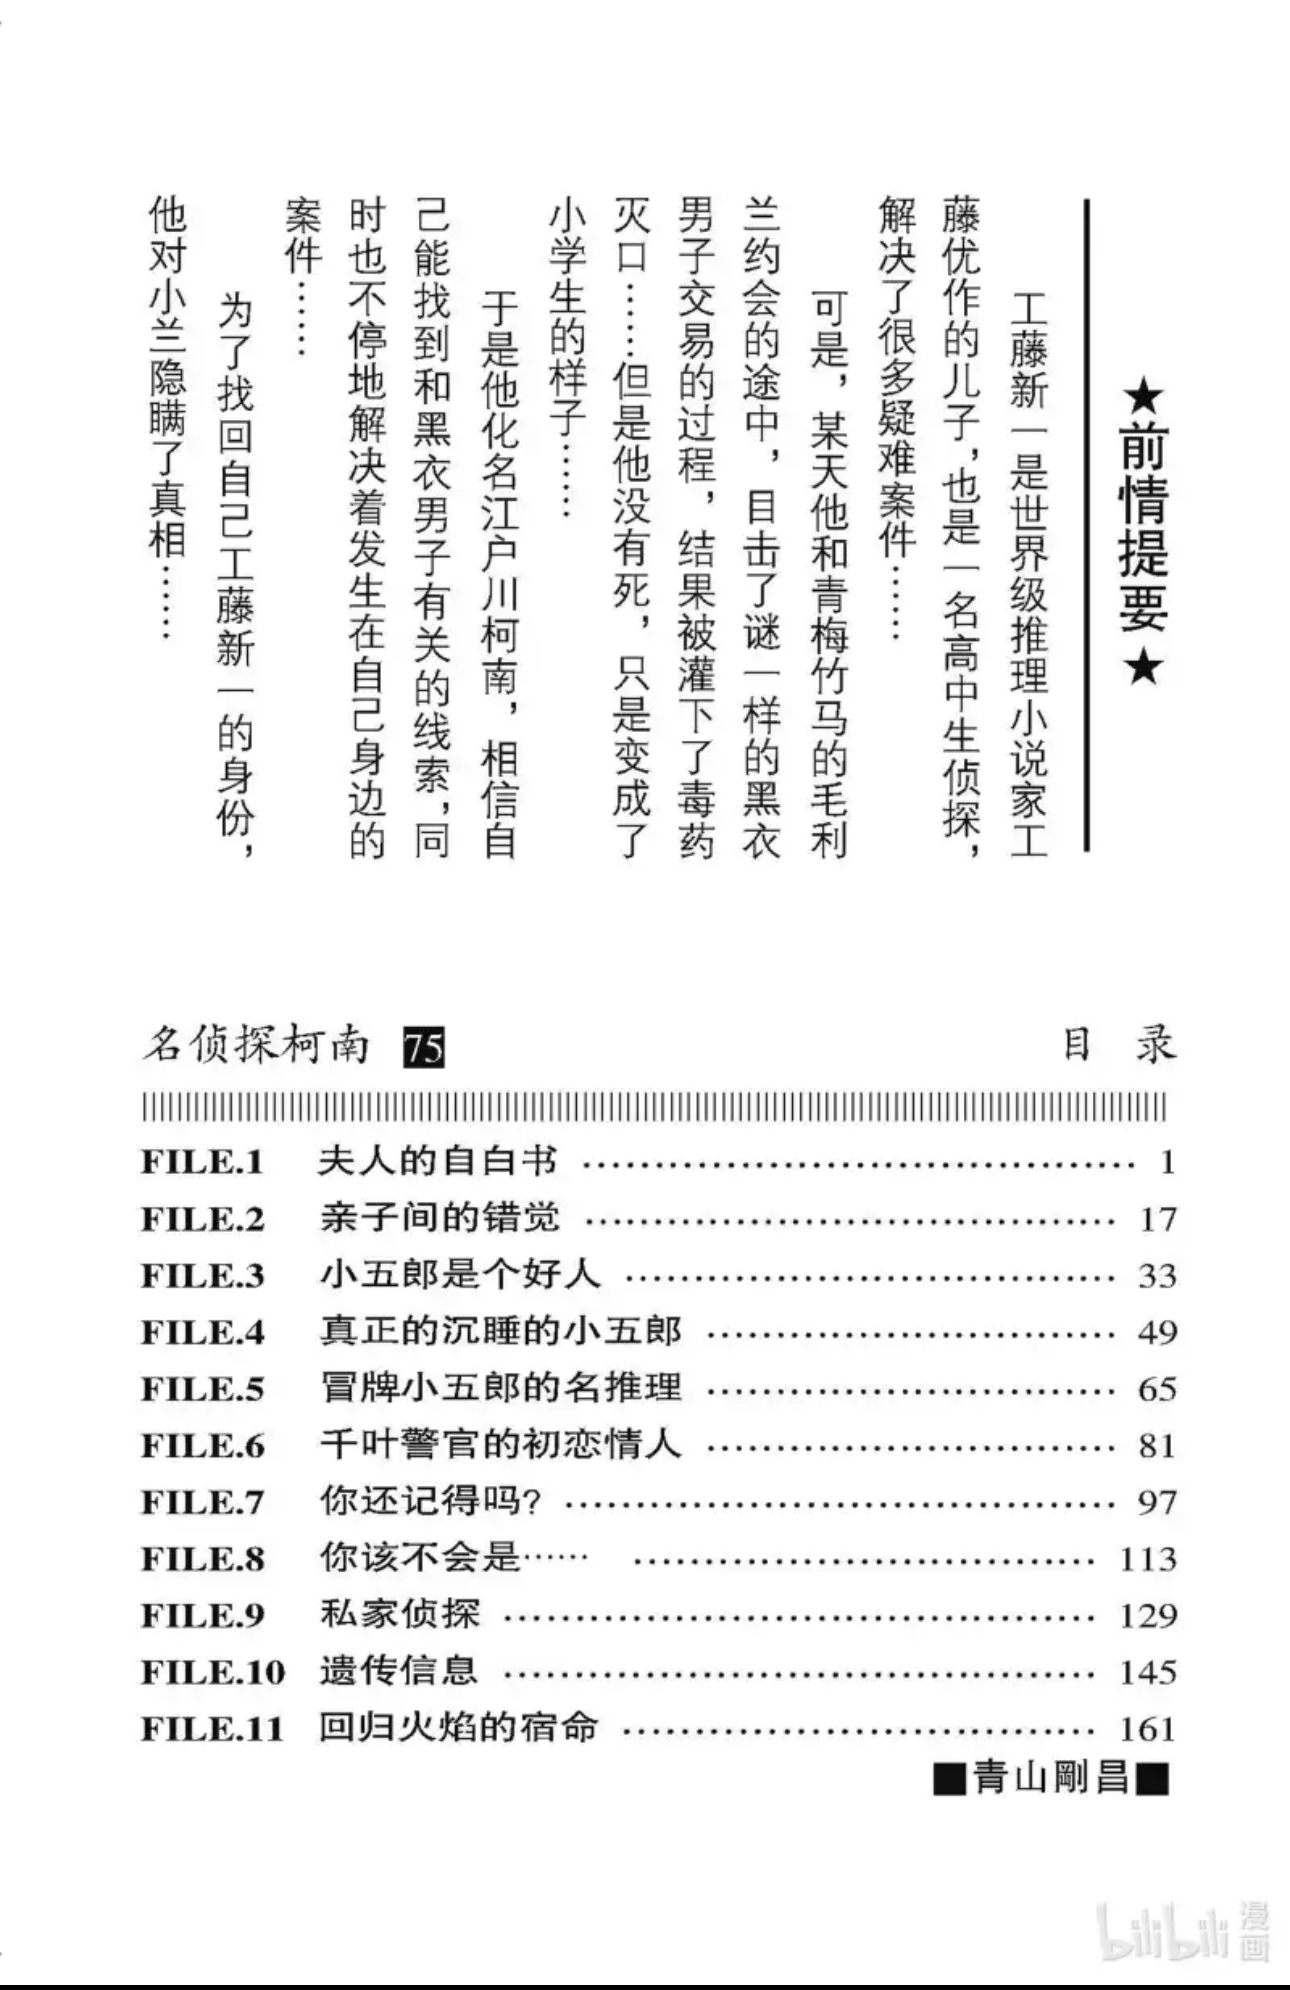 ★前情提要★
工藤新一是世界级推理小说家工
藤优作的儿子，也是一名高中生侦探，
解决了很多疑难案件……
可是，某天他和青梅竹马的毛利
兰约会的途中，目击了谜一样的黑衣
男子交易的过程，结果被灌下了毒药
灭口……但是他没有死，只是变成了
小学生的样子……
于是他化名江户川柯南，相信自
己能找到和黑衣男子有关的线索，同
时也不停地解决着发生在自己身边的
案件……
为了找回自己工藤新一的身份，
他对小兰隐瞒了真相……
名侦探柯南 75 目 录
FILE.1 夫人的自白书 …………………………………… 1
FILE.2 亲子间的错觉 …………………………………… 17
FILE.3 小五郎是个好人 ………………………………… 33
FILE.4 真正的沉睡的小五郎 …………………………… 49
FILE.5 冒牌小五郎的名推理 …………………………… 65
FILE.6 千叶警官的初恋情人 …………………………… 81
FILE.7 你还记得吗？ …………………………………… 97
FILE.8 你该不会是…… ……………………………… 113
FILE.9 私家侦探 ……………………………………… 129
FILE.10 遗传信息 ……………………………………… 145
FILE.11 回归火焰的宿命 ……………………………… 161
■青山剛昌■
bilibili 漫画